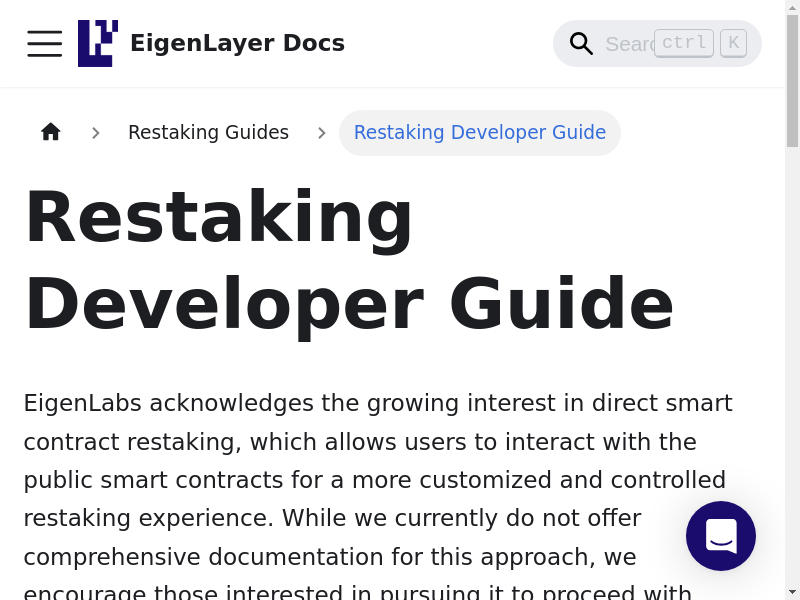 EigenLayer Docs
Sear
ctrl K
Restaking Guides
Restaking Developer Guide
Restaking
Developer Guide
EigenLabs acknowledges the growing interest in direct smart
contract restaking, which allows users to interact with the
public smart contracts for a more customized and controlled
restaking experience. While we currently do not offer
comprehensive documentation for this approach, we
encourage those interested in pursuing it to proceed with